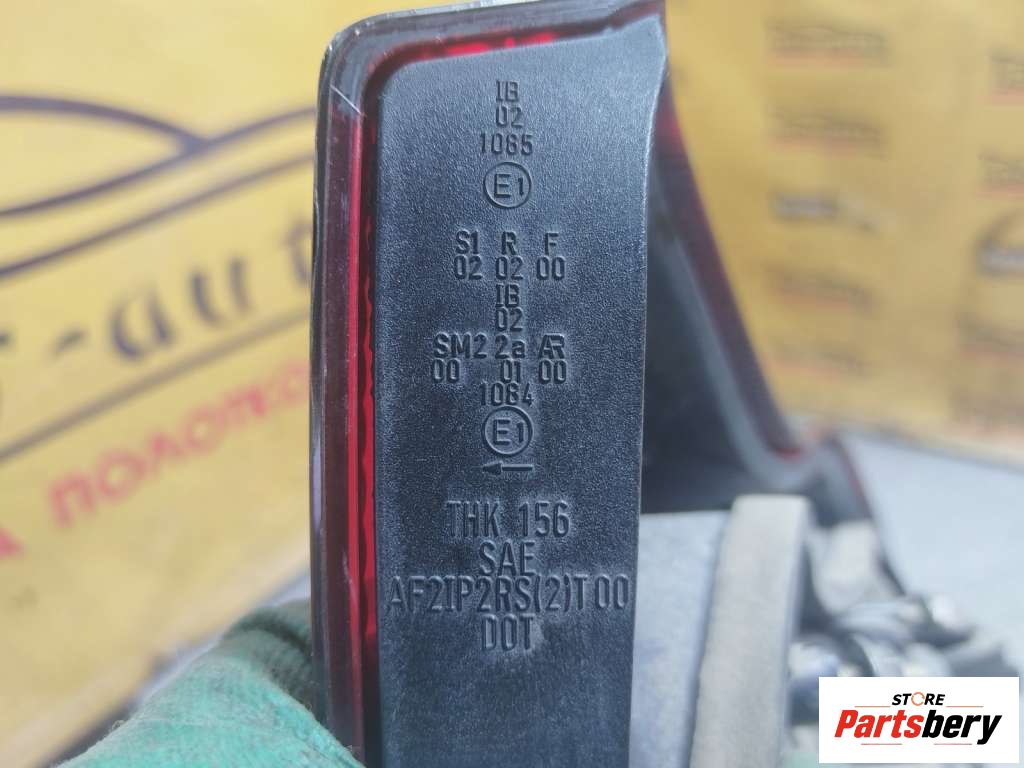 IB
02
1085
E1
S1 R F
02 02 00
IB
02
SM2 2a AR
00 01 00
1084
E1
←
THK 156
SAE
AF2IP2RS(2)T 00
DOT
STORE
Partsbery